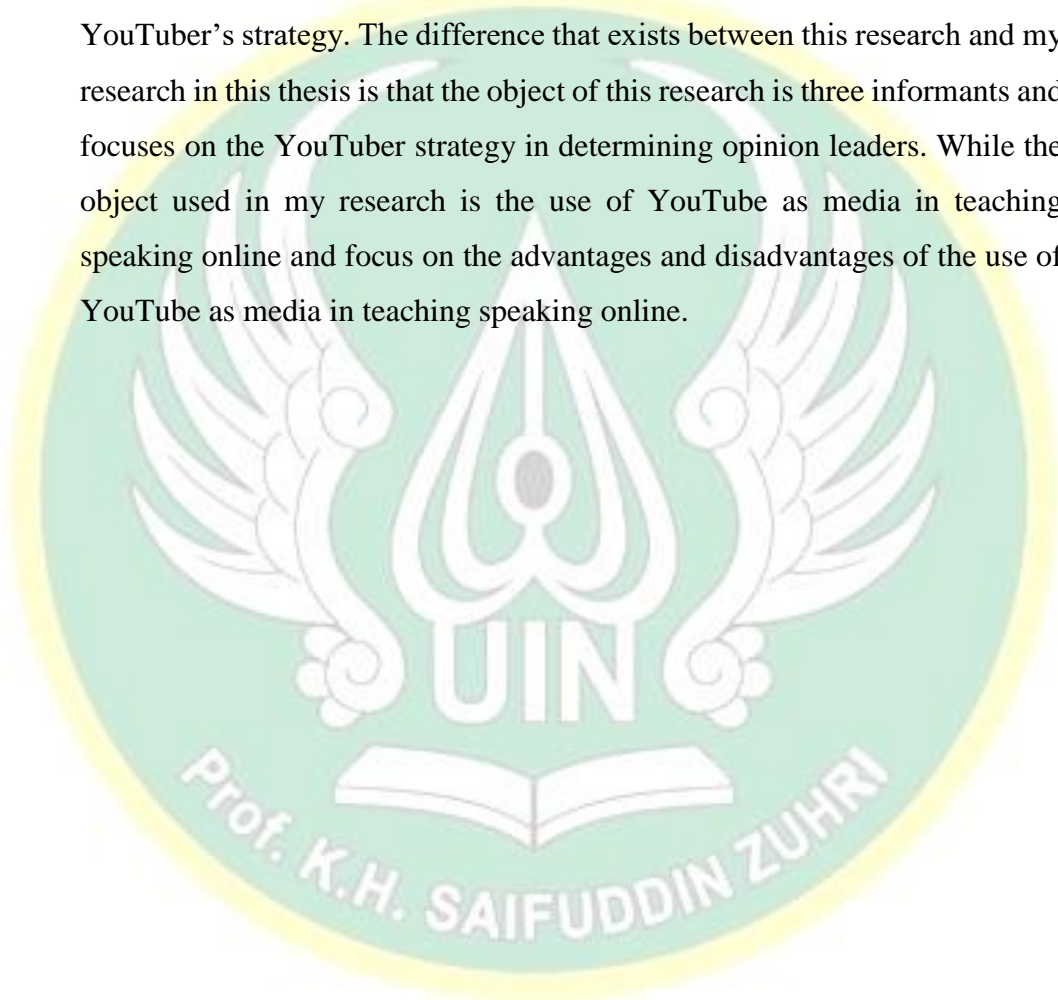 YouTuber’s strategy. The difference that exists between this research and my
research in this thesis is that the object of this research is three informants and
focuses on the YouTuber strategy in determining opinion leaders. While the
object used in my research is the use of YouTube as media in teaching
speaking online and focus on the advantages and disadvantages of the use of
YouTube as media in teaching speaking online.
UIN
Prof. K.H. SAIFUDDIN ZUHRI